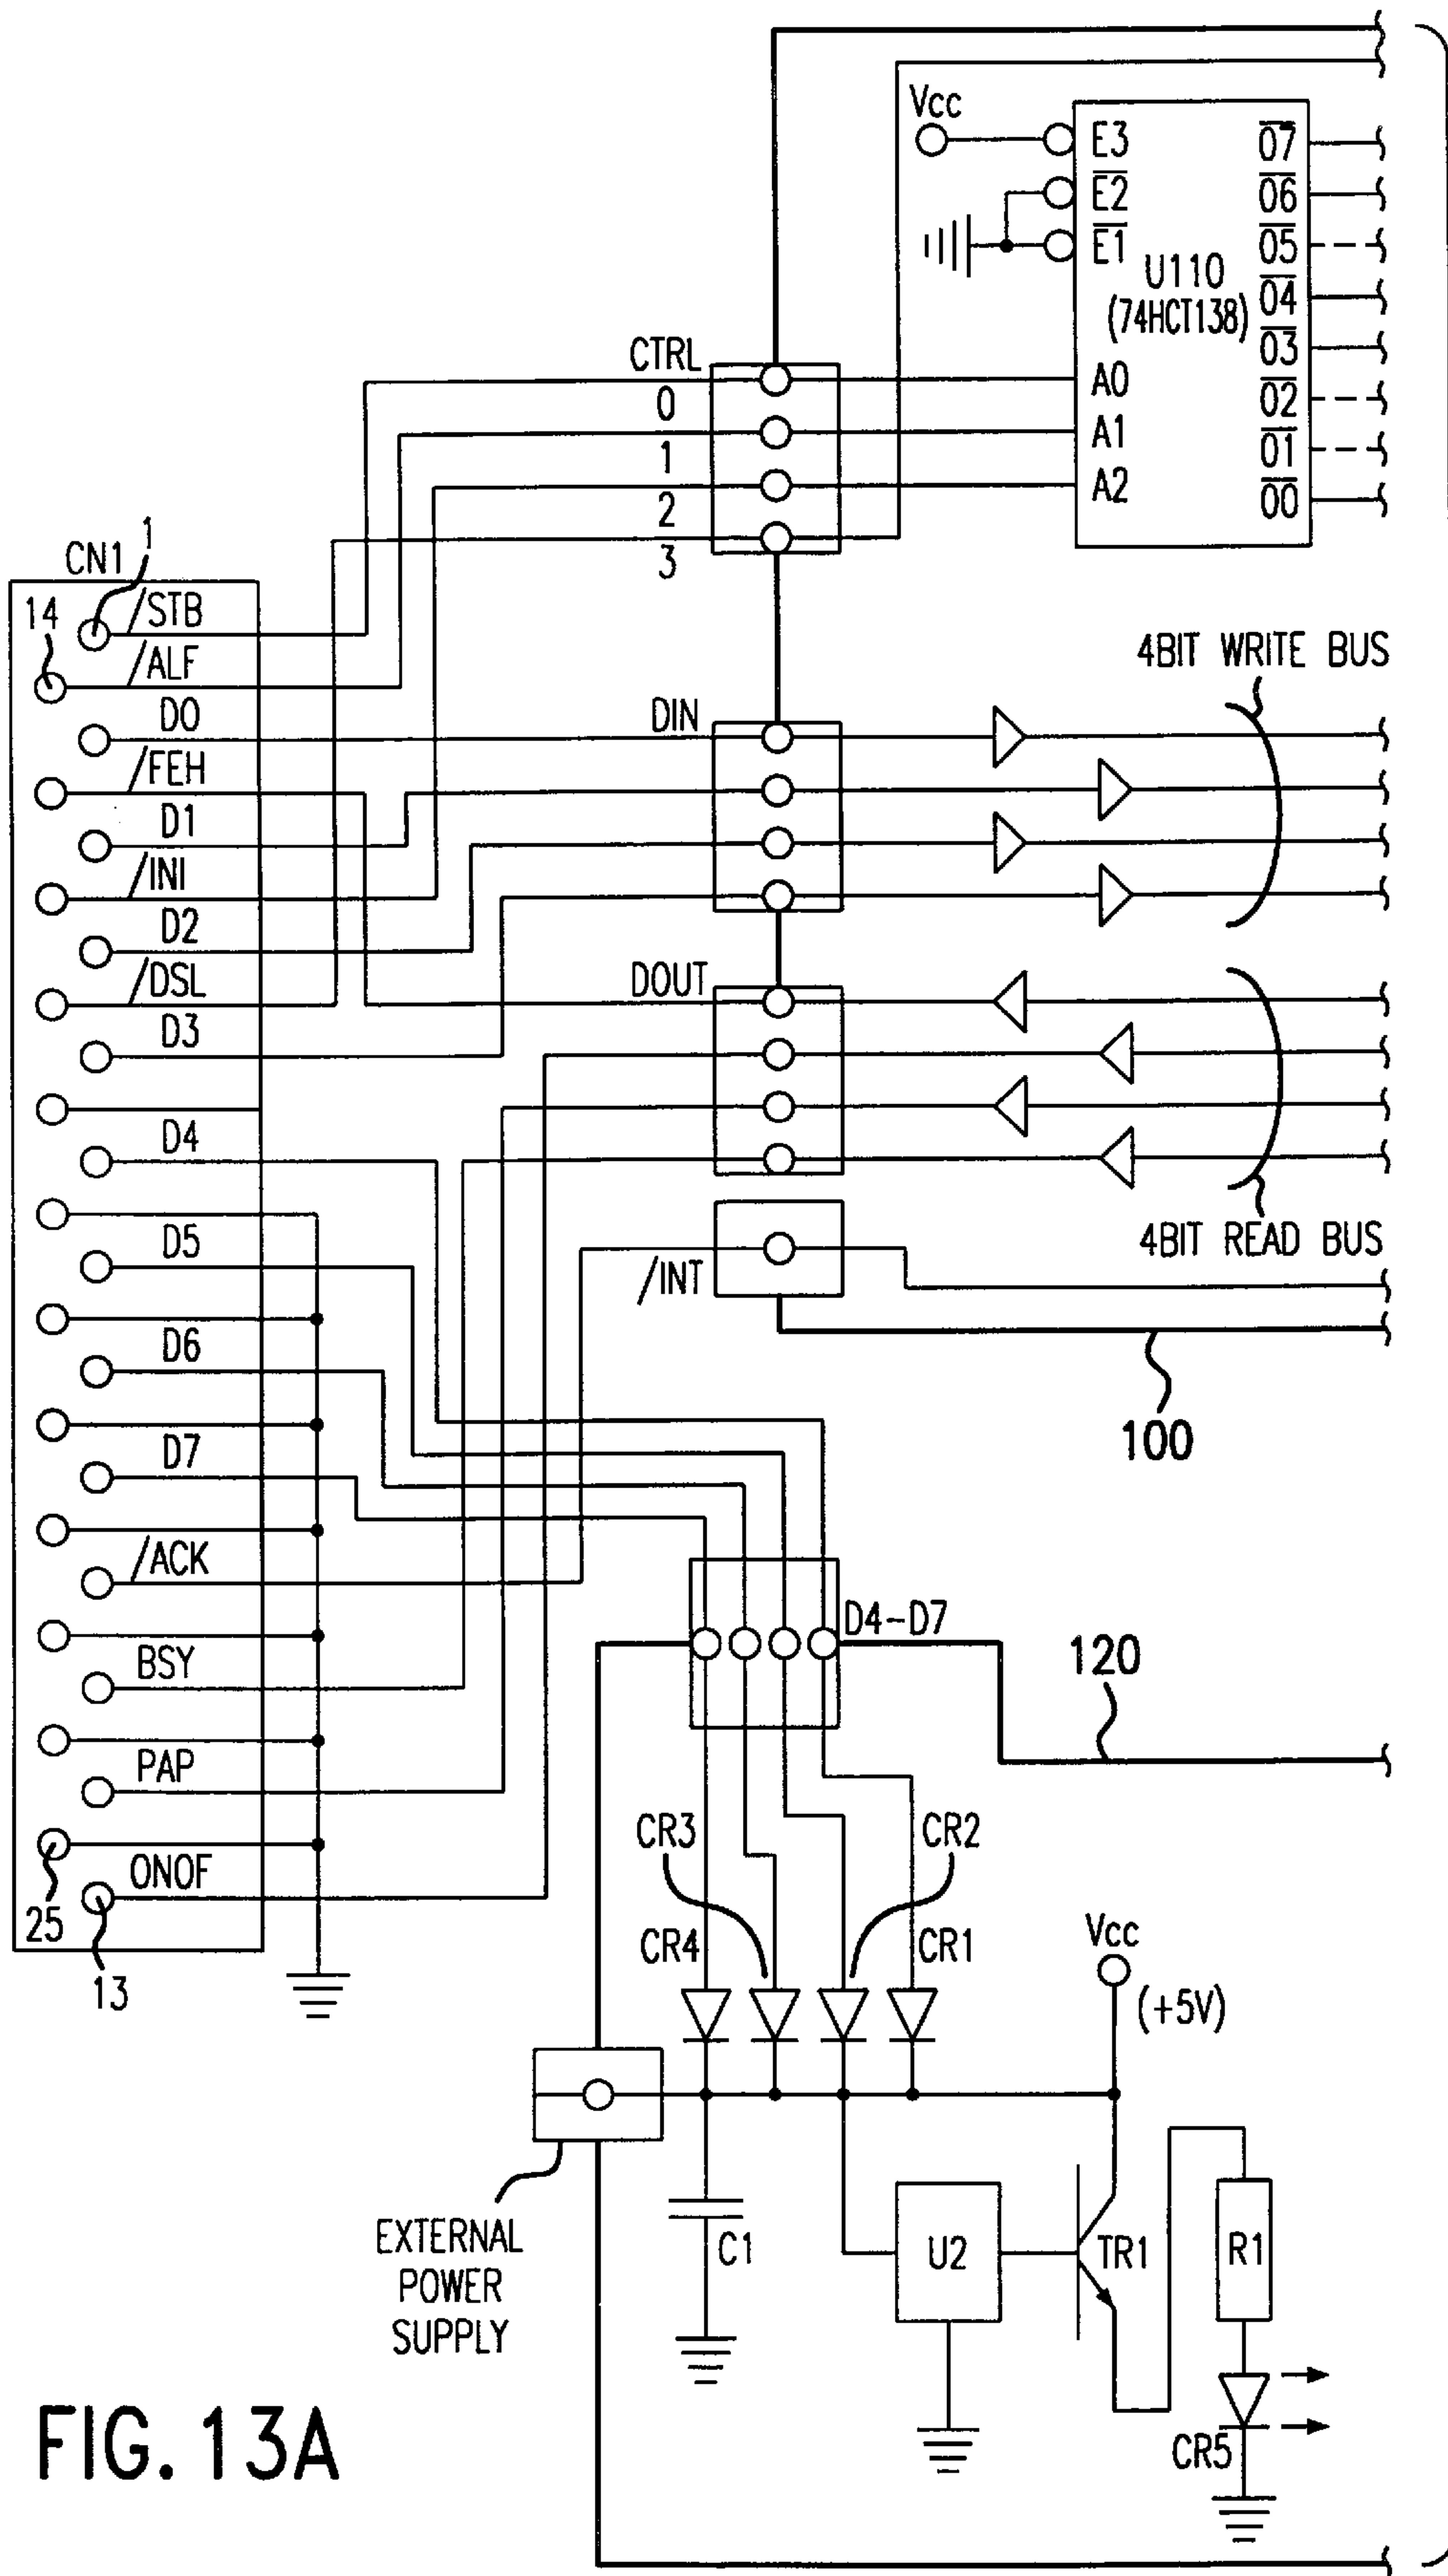 Vcc
E3
E2
E1
U110
(74HCT138)
A0
A1
A2
07
06
05
04
03
02
01
00
CTRL
0
1
2
3
CN1
1
14
/STB
/ALF
D0
/FEH
D1
/INI
D2
/DSL
D3
D4
D5
D6
D7
/ACK
BSY
PAP
ONOF
25
13
DIN
4BIT WRITE BUS
DOUT
4BIT READ BUS
/INT
100
D4-D7
120
CR3
CR2
CR4
CR1
Vcc
(+5V)
EXTERNAL
POWER
SUPPLY
C1
U2
TR1
R1
CR5
FIG. 13A